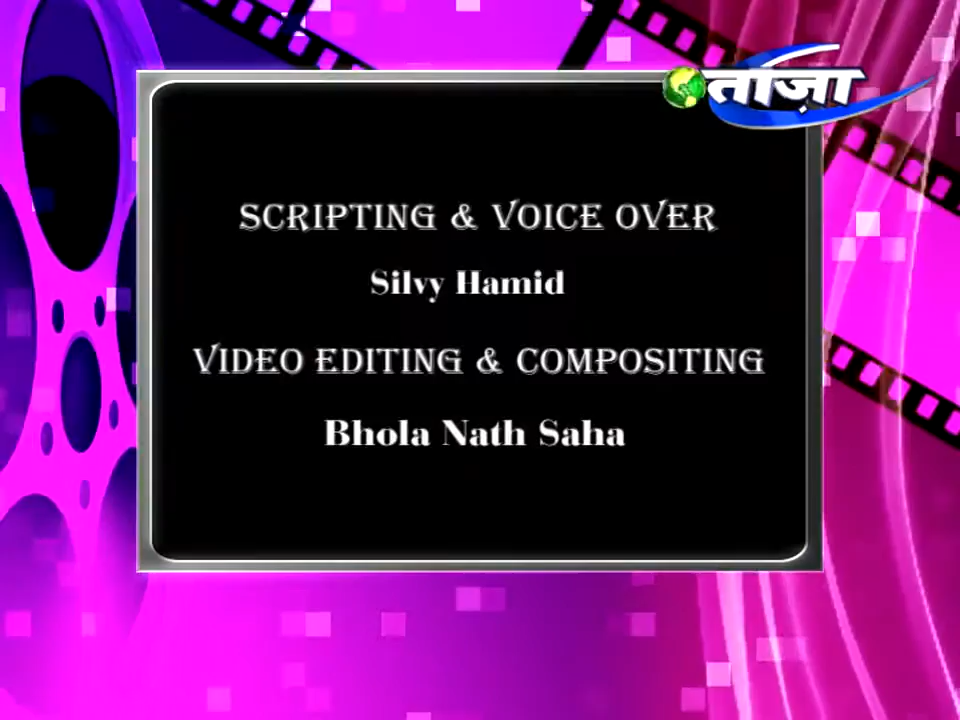 ताज़ा
SCRIPTING & VOICE OVER
Silvy Hamid
VIDEO EDITING & COMPOSITING
Bhola Nath Saha